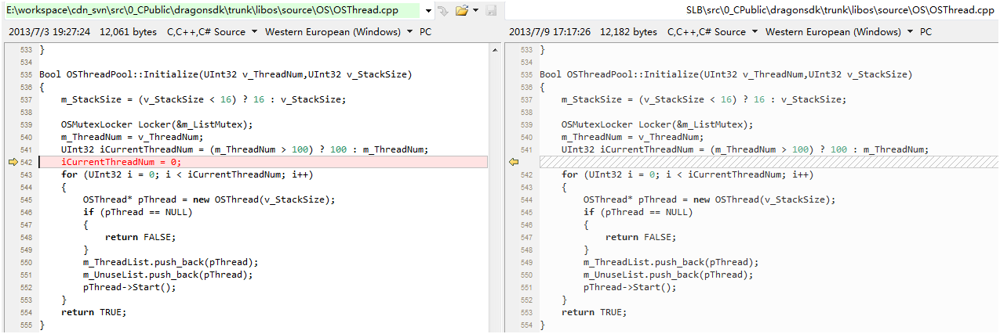 E:\workspace\cdn_svn\src\0_CPublic\dragonsdk\trunk\libos\source\OS\OSThread.cpp
2013/7/3 19:27:24 12,061 bytes C,C++,C# Source Western European (Windows) PC
533 }
534
535 Bool OSThreadPool::Initialize(UInt32 v_ThreadNum,UInt32 v_StackSize)
536 {
537 m_StackSize = (v_StackSize < 16) ? 16 : v_StackSize;
538
539 OSMutexLocker Locker(&m_ListMutex);
540 m_ThreadNum = v_ThreadNum;
541 UInt32 iCurrentThreadNum = (m_ThreadNum > 100) ? 100 : m_ThreadNum;
542 iCurrentThreadNum = 0;
543 for (UInt32 i = 0; i < iCurrentThreadNum; i++)
544 {
545 OSThread* pThread = new OSThread(v_StackSize);
546 if (pThread == NULL)
547 {
548 return FALSE;
549 }
550 m_ThreadList.push_back(pThread);
551 m_UnuseList.push_back(pThread);
552 pThread->Start();
553 }
554 return TRUE;
555 }
SLB\src\0_CPublic\dragonsdk\trunk\libos\source\OS\OSThread.cpp
2013/7/9 17:17:26 12,182 bytes C,C++,C# Source Western European (Windows) PC
533 }
534
535 Bool OSThreadPool::Initialize(UInt32 v_ThreadNum,UInt32 v_StackSize)
536 {
537 m_StackSize = (v_StackSize < 16) ? 16 : v_StackSize;
538
539 OSMutexLocker Locker(&m_ListMutex);
540 m_ThreadNum = v_ThreadNum;
541 UInt32 iCurrentThreadNum = (m_ThreadNum > 100) ? 100 : m_ThreadNum;
542 for (UInt32 i = 0; i < iCurrentThreadNum; i++)
543 {
544 OSThread* pThread = new OSThread(v_StackSize);
545 if (pThread == NULL)
546 {
547 return FALSE;
548 }
549 m_ThreadList.push_back(pThread);
550 m_UnuseList.push_back(pThread);
551 pThread->Start();
552 }
553 return TRUE;
554 }